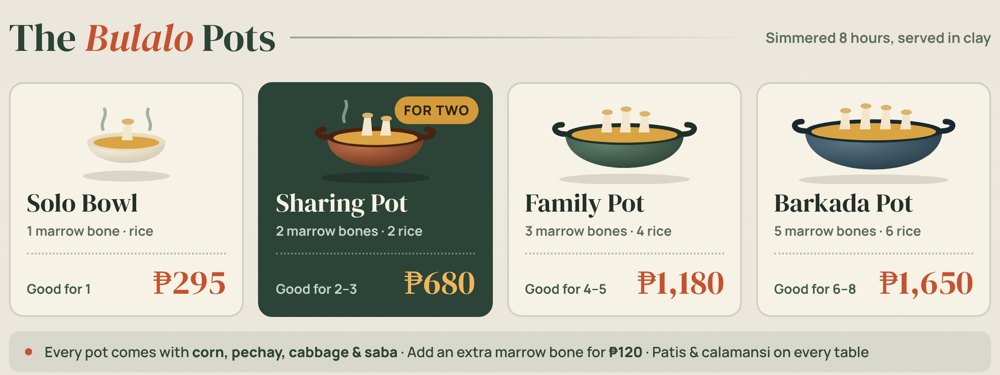 The Bulalo Pots
Simmered 8 hours, served in clay
FOR TWO
Solo Bowl
1 marrow bone · rice
Good for 1
₱295
Sharing Pot
2 marrow bones · 2 rice
Good for 2–3
₱680
Family Pot
3 marrow bones · 4 rice
Good for 4–5
₱1,180
Barkada Pot
5 marrow bones · 6 rice
Good for 6–8
₱1,650
Every pot comes with corn, pechay, cabbage & saba · Add an extra marrow bone for ₱120 · Patis & calamansi on every table